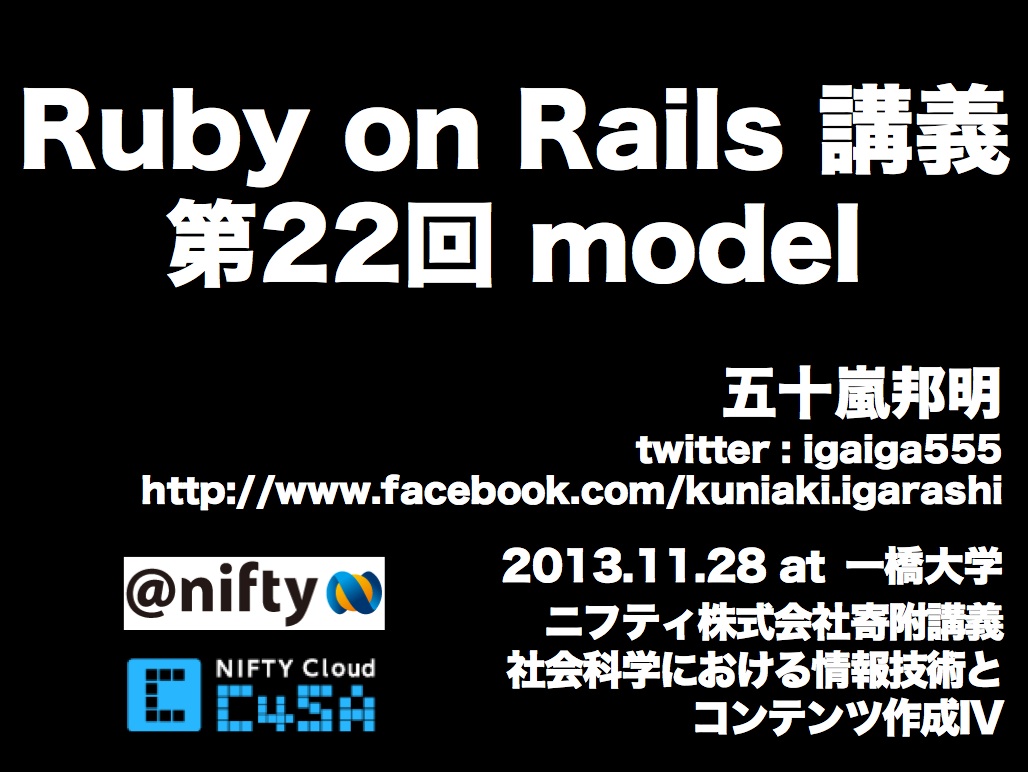 Ruby on Rails 講義
第22回 model
五十嵐邦明
twitter : igaiga555
http://www.facebook.com/kuniaki.igarashi
2013.11.28 at 一橋大学
ニフティ株式会社寄附講義
社会科学における情報技術と
コンテンツ作成IV
@nifty
NIFTY Cloud
C4SA